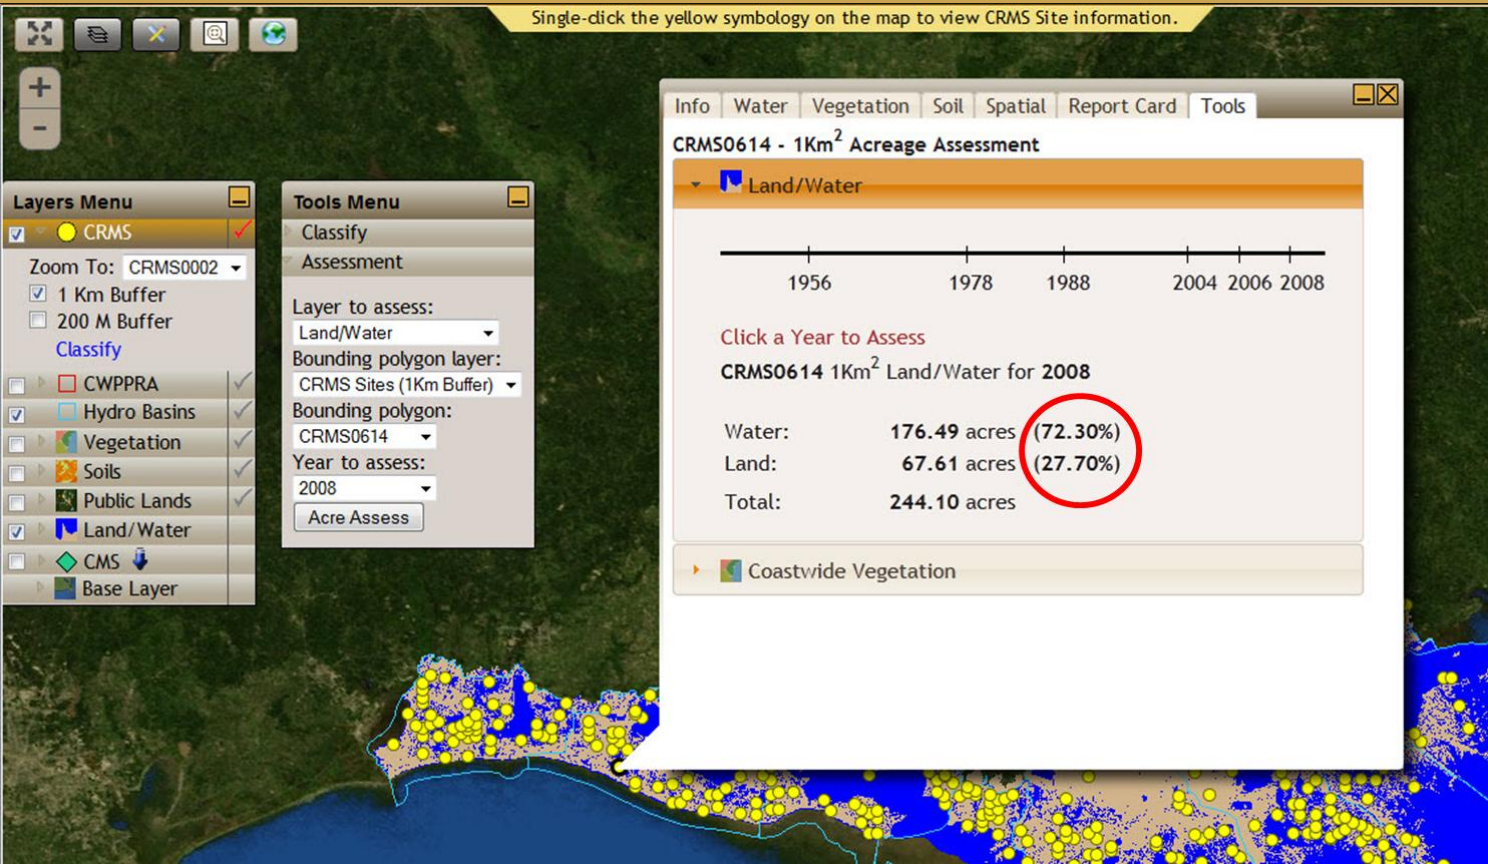 Single-click the yellow symbology on the map to view CRMS Site information.
+
-
Layers Menu
CRMS
Zoom To: CRMS0002
1 Km Buffer
200 M Buffer
Classify
CWPPRA
Hydro Basins
Vegetation
Soils
Public Lands
Land/Water
CMS
Base Layer
Tools Menu
Classify
Assessment
Layer to assess:
Land/Water
Bounding polygon layer:
CRMS Sites (1Km Buffer)
Bounding polygon:
CRMS0614
Year to assess:
2008
Acre Assess
Info Water Vegetation Soil Spatial Report Card Tools
CRMS0614 - 1Km² Acreage Assessment
Land/Water
1956 1978 1988 2004 2006 2008
Click a Year to Assess
CRMS0614 1Km² Land/Water for 2008
Water: 176.49 acres (72.30%)
Land: 67.61 acres (27.70%)
Total: 244.10 acres
Coastwide Vegetation